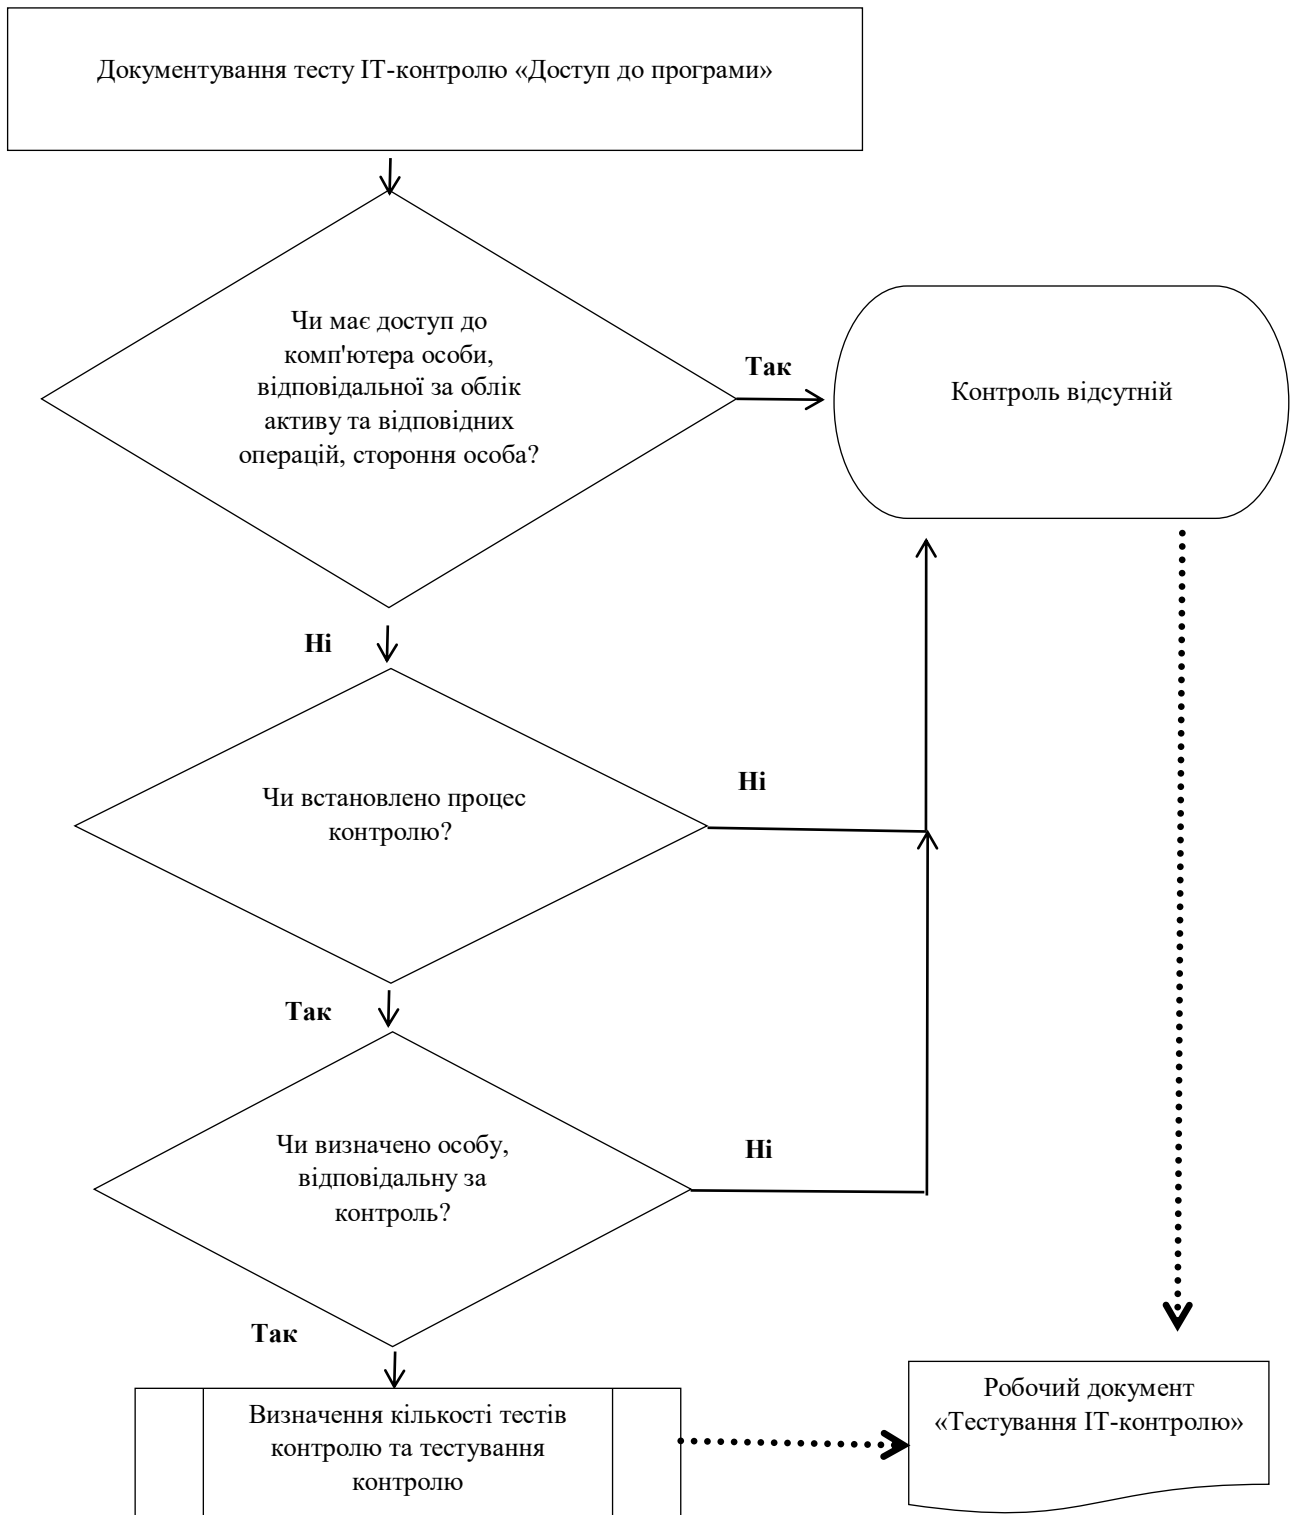 Документування тесту ІТ-контролю «Доступ до програми»
Чи має доступ до
комп'ютера особи,
відповідальної за облік
активу та відповідних
операцій, стороння особа?
Так
Контроль відсутній
Ні
Чи встановлено процес
контролю?
Ні
Так
Чи визначено особу,
відповідальну за
контроль?
Ні
Так
Визначення кількості тестів
контролю та тестування
контролю
Робочий документ
«Тестування ІТ-контролю»